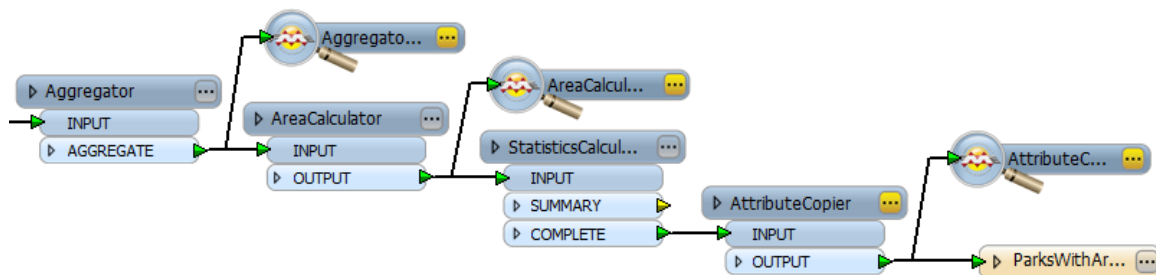 Aggregato...
Aggregator
INPUT
AGGREGATE
AreaCalcul...
AreaCalculator
INPUT
OUTPUT
StatisticsCalcul...
INPUT
SUMMARY
COMPLETE
AttributeC...
AttributeCopier
INPUT
OUTPUT
ParksWithAr...